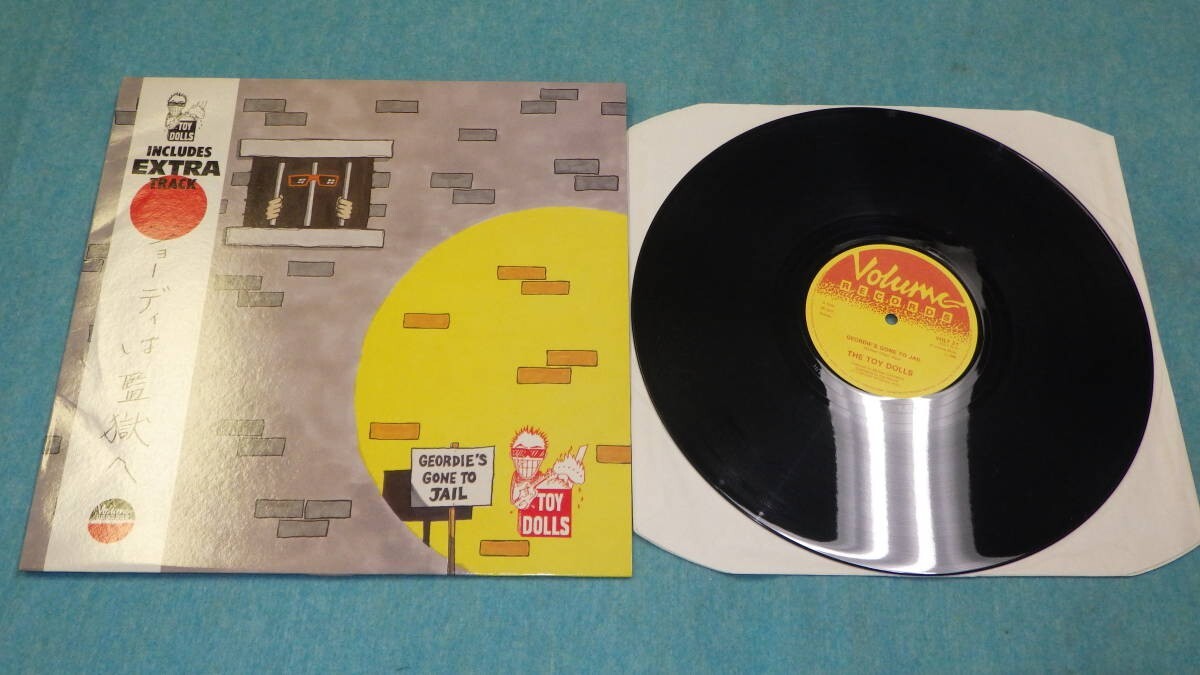 TOY
DOLLS
INCLUDES
EXTRA
TRACK
ョーディは監獄へ
Volume
GEORDIE'S
GONE TO
JAIL
TOY
DOLLS
Volume
RECORDS
GEORDIE'S GONE TO JAIL
THE TOY DOLLS